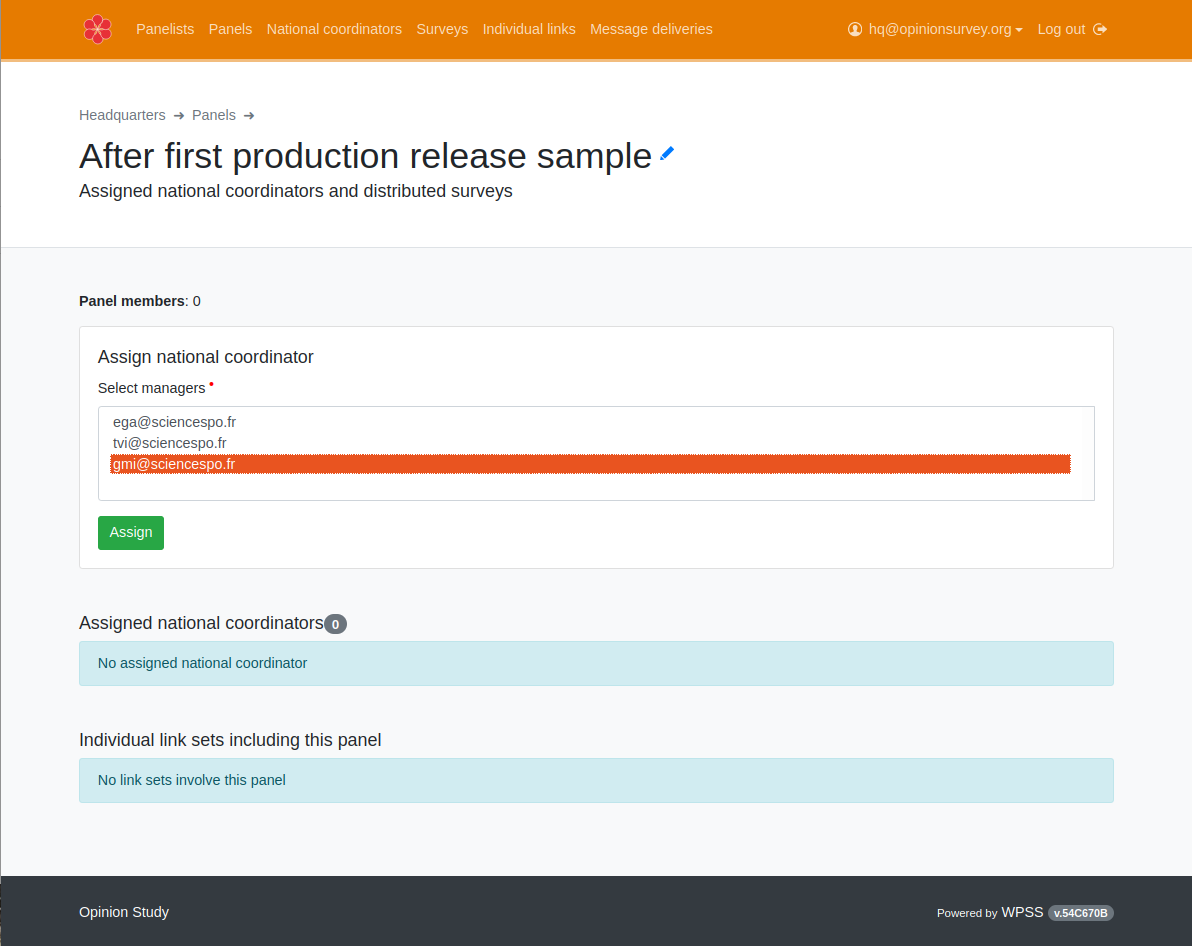 Panelists Panels National coordinators Surveys Individual links Message deliveries hq@opinionsurvey.org Log out
Headquarters ➜ Panels ➜
After first production release sample
Assigned national coordinators and distributed surveys
Panel members: 0
Assign national coordinator
Select managers •
ega@sciencespo.fr
tvi@sciencespo.fr
gmi@sciencespo.fr
Assign
Assigned national coordinators 0
No assigned national coordinator
Individual link sets including this panel
No link sets involve this panel
Opinion Study Powered by WPSS v.54C670B